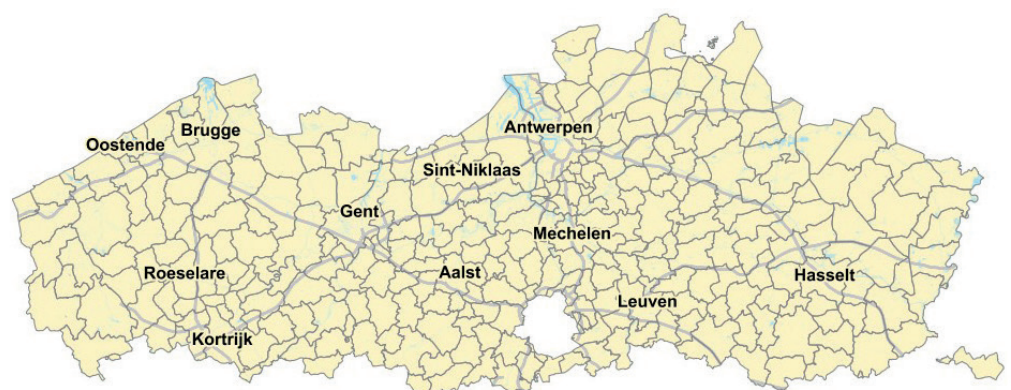 Antwerpen
Brugge
Oostende
Sint-Niklaas
Gent
Mechelen
Roeselare
Aalst
Hasselt
Leuven
Kortrijk